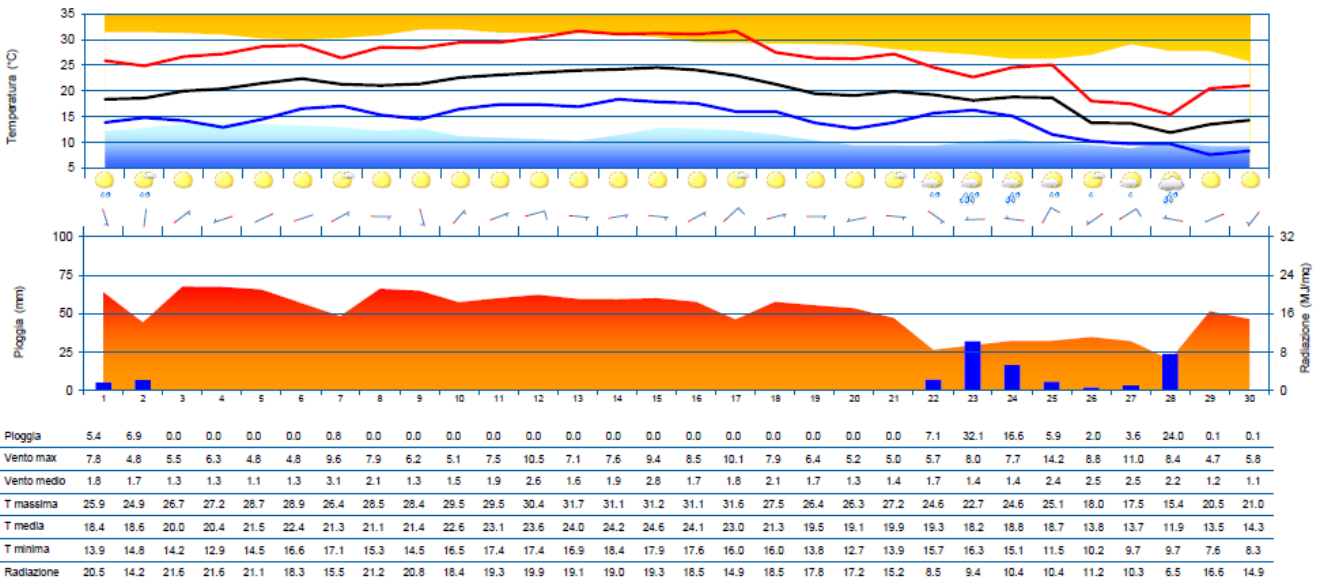 35
30
25
20
15
10
5
Temperatura (°C)
100
75
50
25
0
Pioggia (mm)
32
24
16
8
0
Radiazione (MJ/mq)
1 2 3 4 5 6 7 8 9 10 11 12 13 14 15 16 17 18 19 20 21 22 23 24 25 26 27 28 29 30
Pioggia 5.4 6.9 0.0 0.0 0.0 0.0 0.8 0.0 0.0 0.0 0.0 0.0 0.0 0.0 0.0 0.0 0.0 0.0 0.0 0.0 0.0 7.1 32.1 16.6 5.9 2.0 3.6 24.0 0.1 0.1
Vento max 7.8 4.8 5.5 6.3 4.8 4.8 9.6 7.9 6.2 5.1 7.5 10.5 7.1 7.6 9.4 8.5 10.1 7.9 6.4 5.2 5.0 5.7 8.0 7.7 14.2 8.8 11.0 8.4 4.7 5.8
Vento medio 1.8 1.7 1.3 1.3 1.1 1.3 3.1 2.1 1.3 1.5 1.9 2.6 1.6 1.9 2.8 1.7 1.8 2.1 1.7 1.3 1.4 1.7 1.4 1.4 2.4 2.5 2.5 2.2 1.2 1.1
T massima 25.9 24.9 26.7 27.2 28.7 28.9 26.4 28.5 28.4 29.5 29.5 30.4 31.7 31.1 31.2 31.1 31.6 27.5 26.4 26.3 27.2 24.6 22.7 24.6 25.1 18.0 17.5 15.4 20.5 21.0
T media 18.4 18.6 20.0 20.4 21.5 22.4 21.3 21.1 21.4 22.6 23.1 23.6 24.0 24.2 24.6 24.1 23.0 21.3 19.5 19.1 19.9 19.3 18.2 18.8 18.7 13.8 13.7 11.9 13.5 14.3
T minima 13.9 14.8 14.2 12.9 14.5 16.6 17.1 15.3 14.5 16.5 17.4 17.4 16.9 18.4 17.9 17.6 16.0 16.0 13.8 12.7 13.9 15.7 16.3 15.1 11.5 10.2 9.7 9.7 7.6 8.3
Radiazione 20.5 14.2 21.6 21.6 21.1 18.3 15.5 21.2 20.8 18.4 19.3 19.9 19.1 19.0 19.3 18.5 14.9 18.5 17.8 17.2 15.2 8.5 9.4 10.4 10.4 11.2 10.3 6.5 16.6 14.9